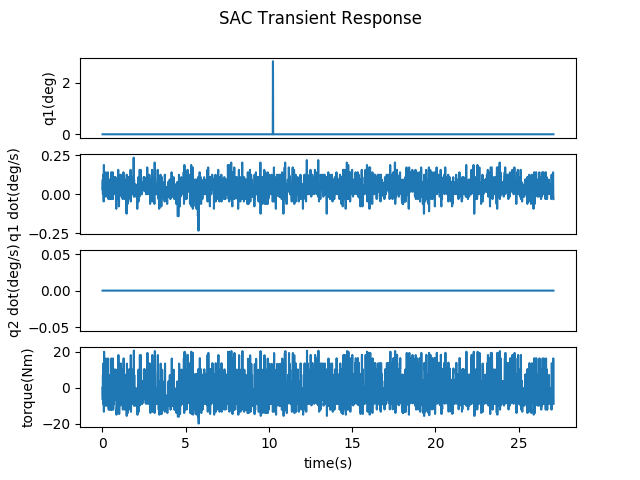 SAC Transient Response
q1(deg)
2
0
q1 dot(deg/s)
0.25
0.00
−0.25
q2 dot(deg/s)
0.05
0.00
−0.05
torque(Nm)
20
0
−20
0 5 10 15 20 25
time(s)